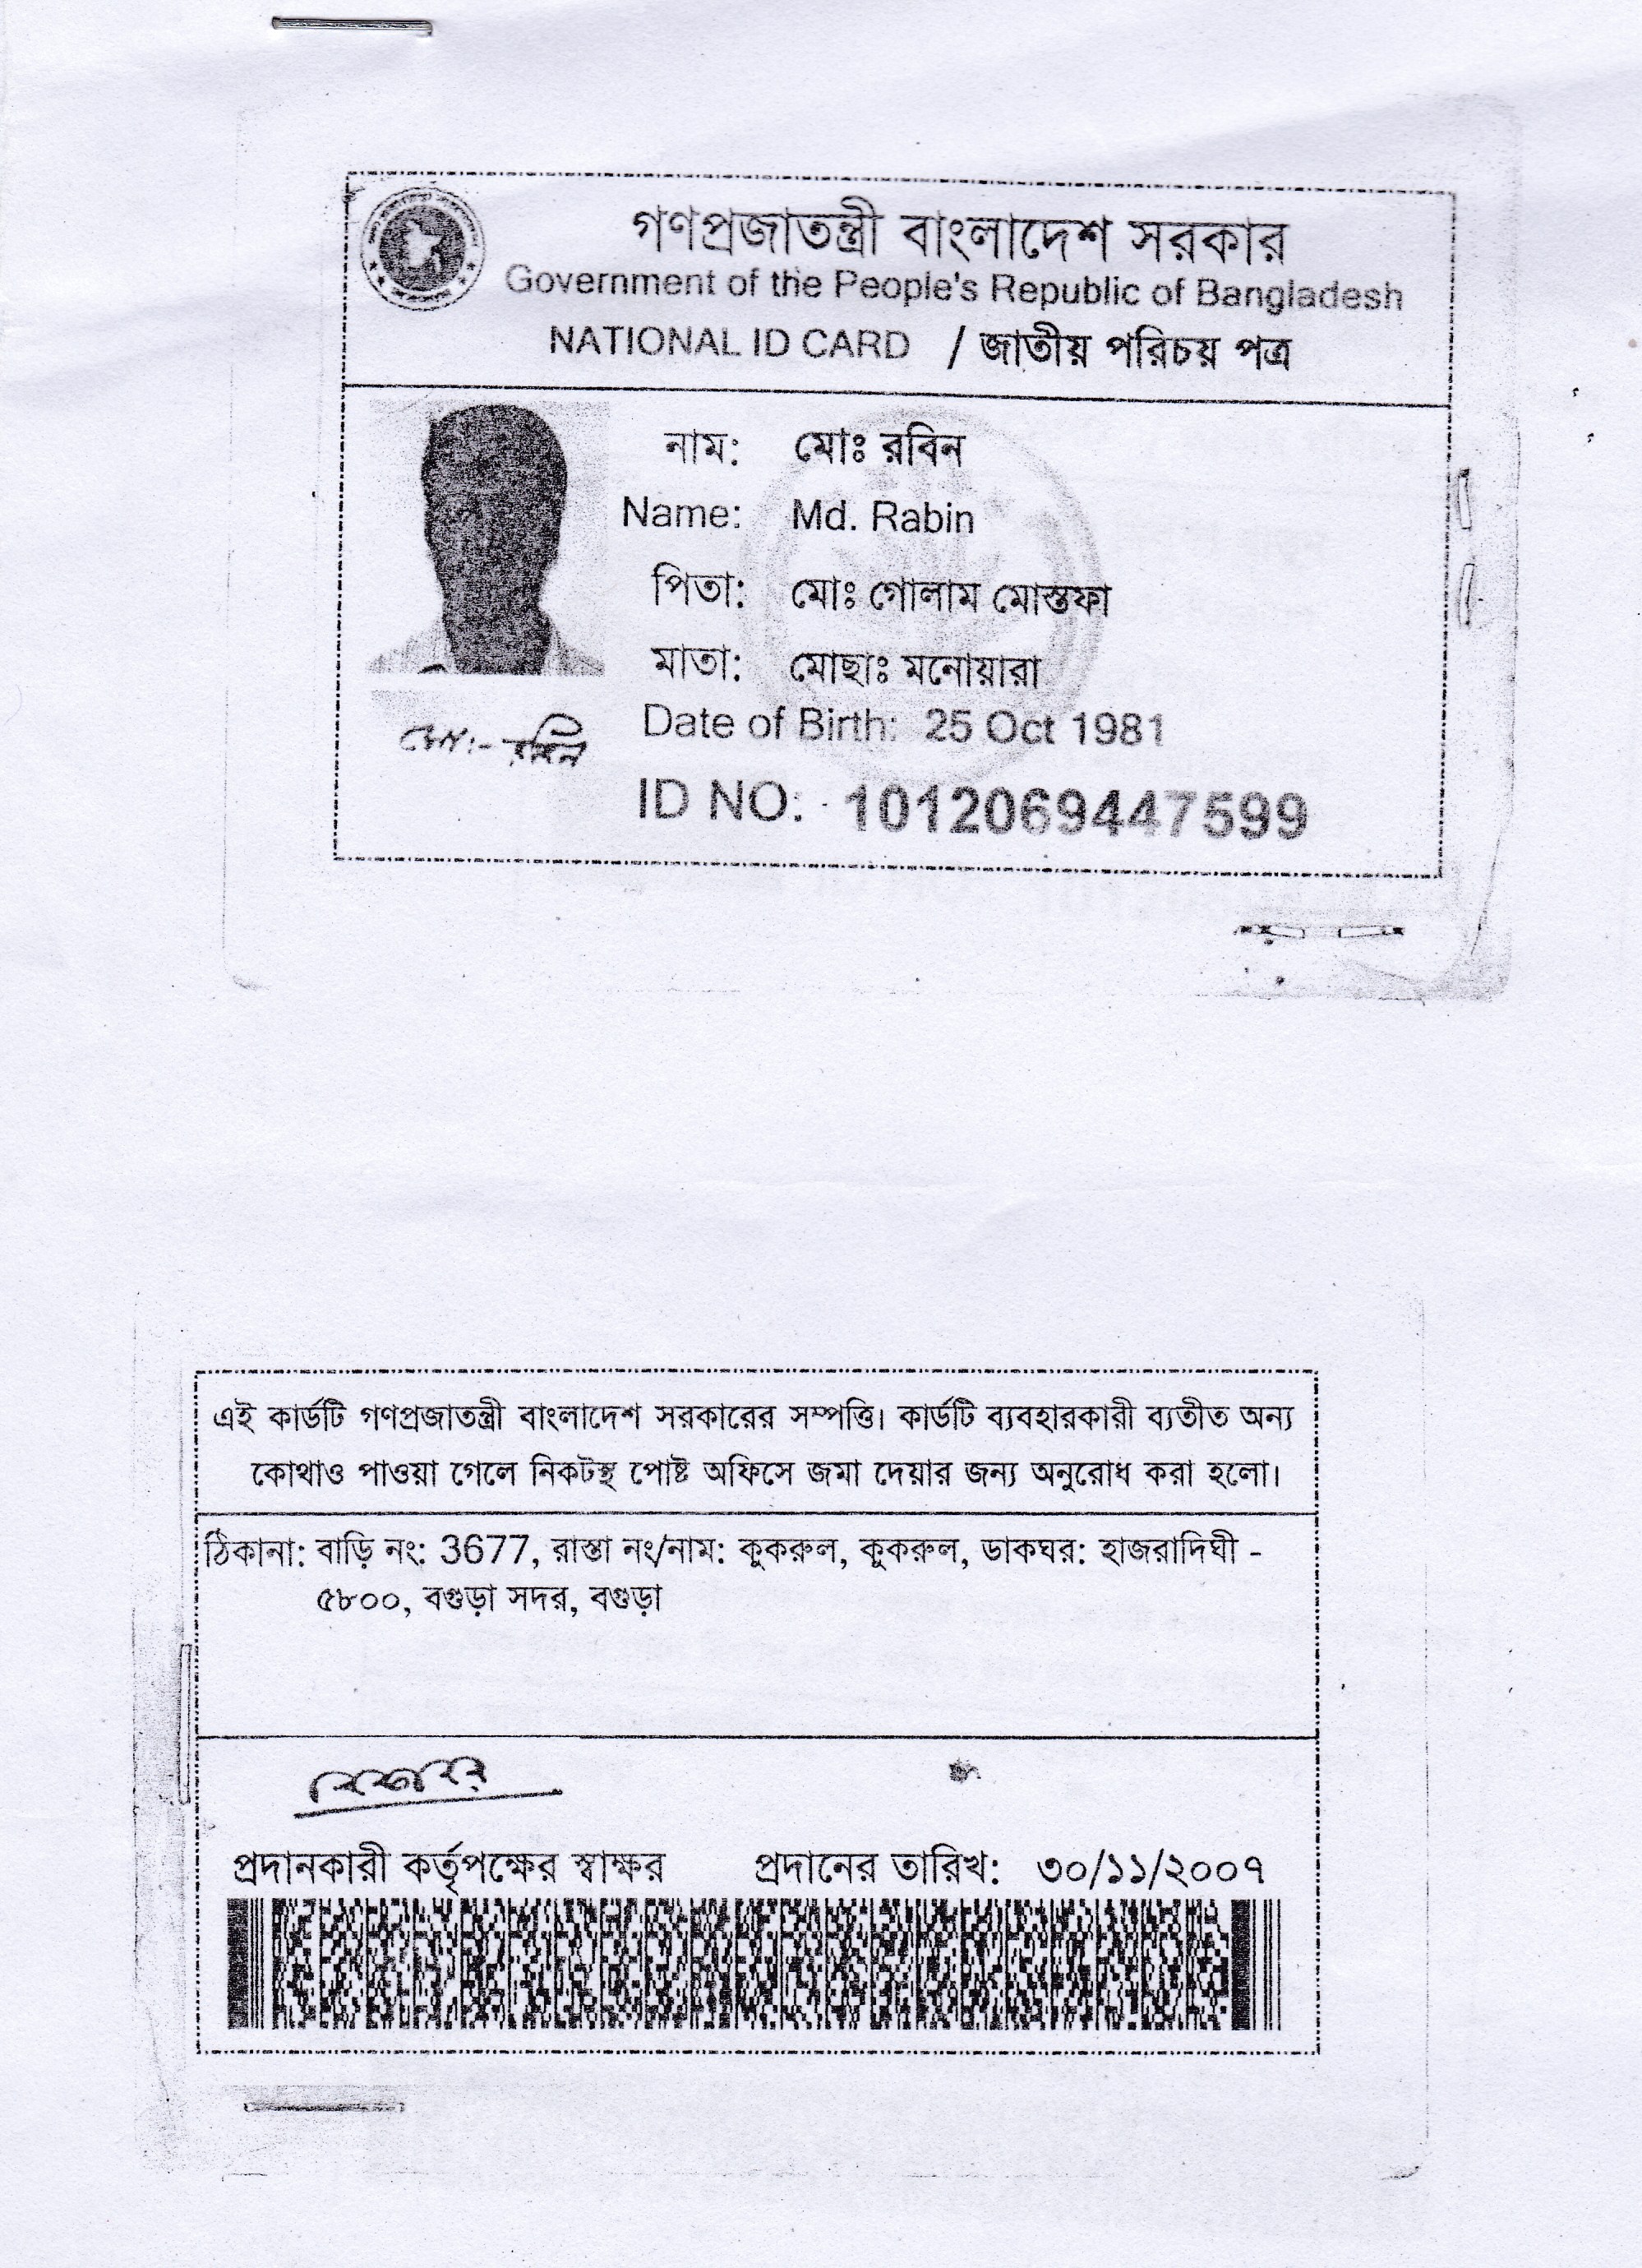 গণপ্রজাতন্ত্রী বাংলাদেশ সরকার
Government of the People's Republic of Bangladesh
NATIONAL ID CARD / জাতীয় পরিচয় পত্র
নাম: মোঃ রবিন
Name: Md. Rabin
পিতা: মোঃ গোলাম মোস্তফা
মাতা: মোছাঃ মনোয়ারা
Date of Birth: 25 Oct 1981
মোঃ- রবিন
ID NO: 1012069447599
এই কার্ডটি গণপ্রজাতন্ত্রী বাংলাদেশ সরকারের সম্পত্তি। কার্ডটি ব্যবহারকারী ব্যতীত অন্য
কোথাও পাওয়া গেলে নিকটস্থ পোষ্ট অফিসে জমা দেয়ার জন্য অনুরোধ করা হলো।
ঠিকানা: বাড়ি নং: 3677, রাস্তা নং/নাম: কুকরুল, কুকরুল, ডাকঘর: হাজরাদিঘী -
৫৮০০, বগুড়া সদর, বগুড়া
প্রদানকারী কর্তৃপক্ষের স্বাক্ষর প্রদানের তারিখ: ৩০/১১/২০০৭